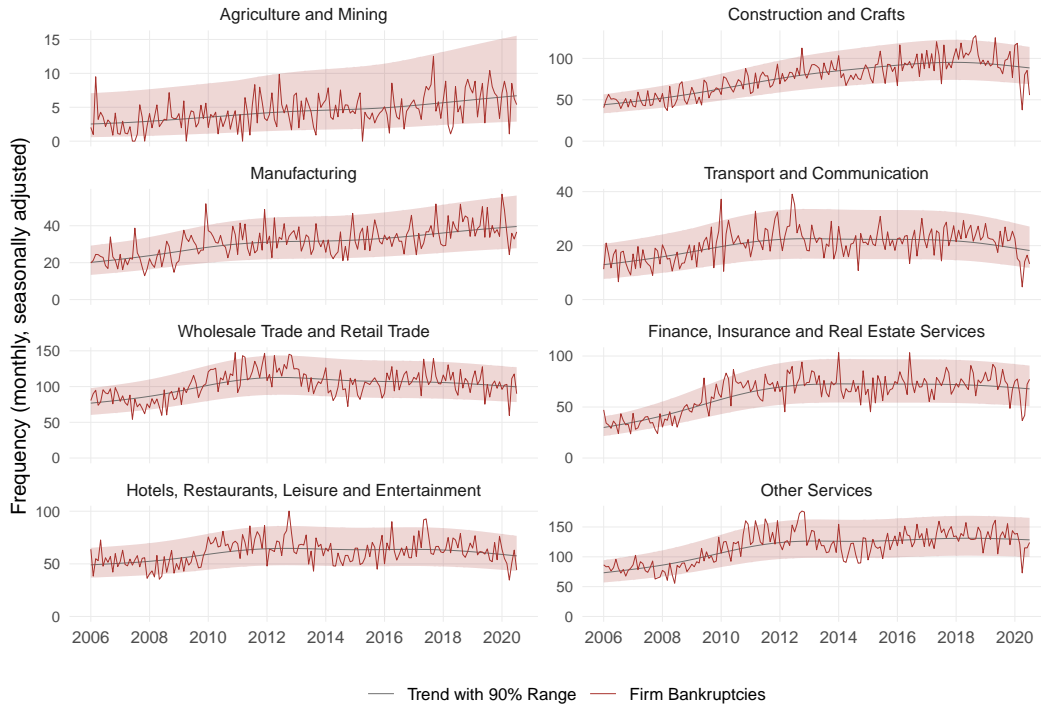 Frequency (monthly, seasonally adjusted)
Agriculture and Mining
15
10
5
0
Construction and Crafts
100
50
0
Manufacturing
40
20
0
Transport and Communication
40
20
0
Wholesale Trade and Retail Trade
150
100
50
0
Finance, Insurance and Real Estate Services
100
50
0
Hotels, Restaurants, Leisure and Entertainment
100
50
0
2006 2008 2010 2012 2014 2016 2018 2020
Other Services
150
100
50
0
2006 2008 2010 2012 2014 2016 2018 2020
Trend with 90% Range Firm Bankruptcies